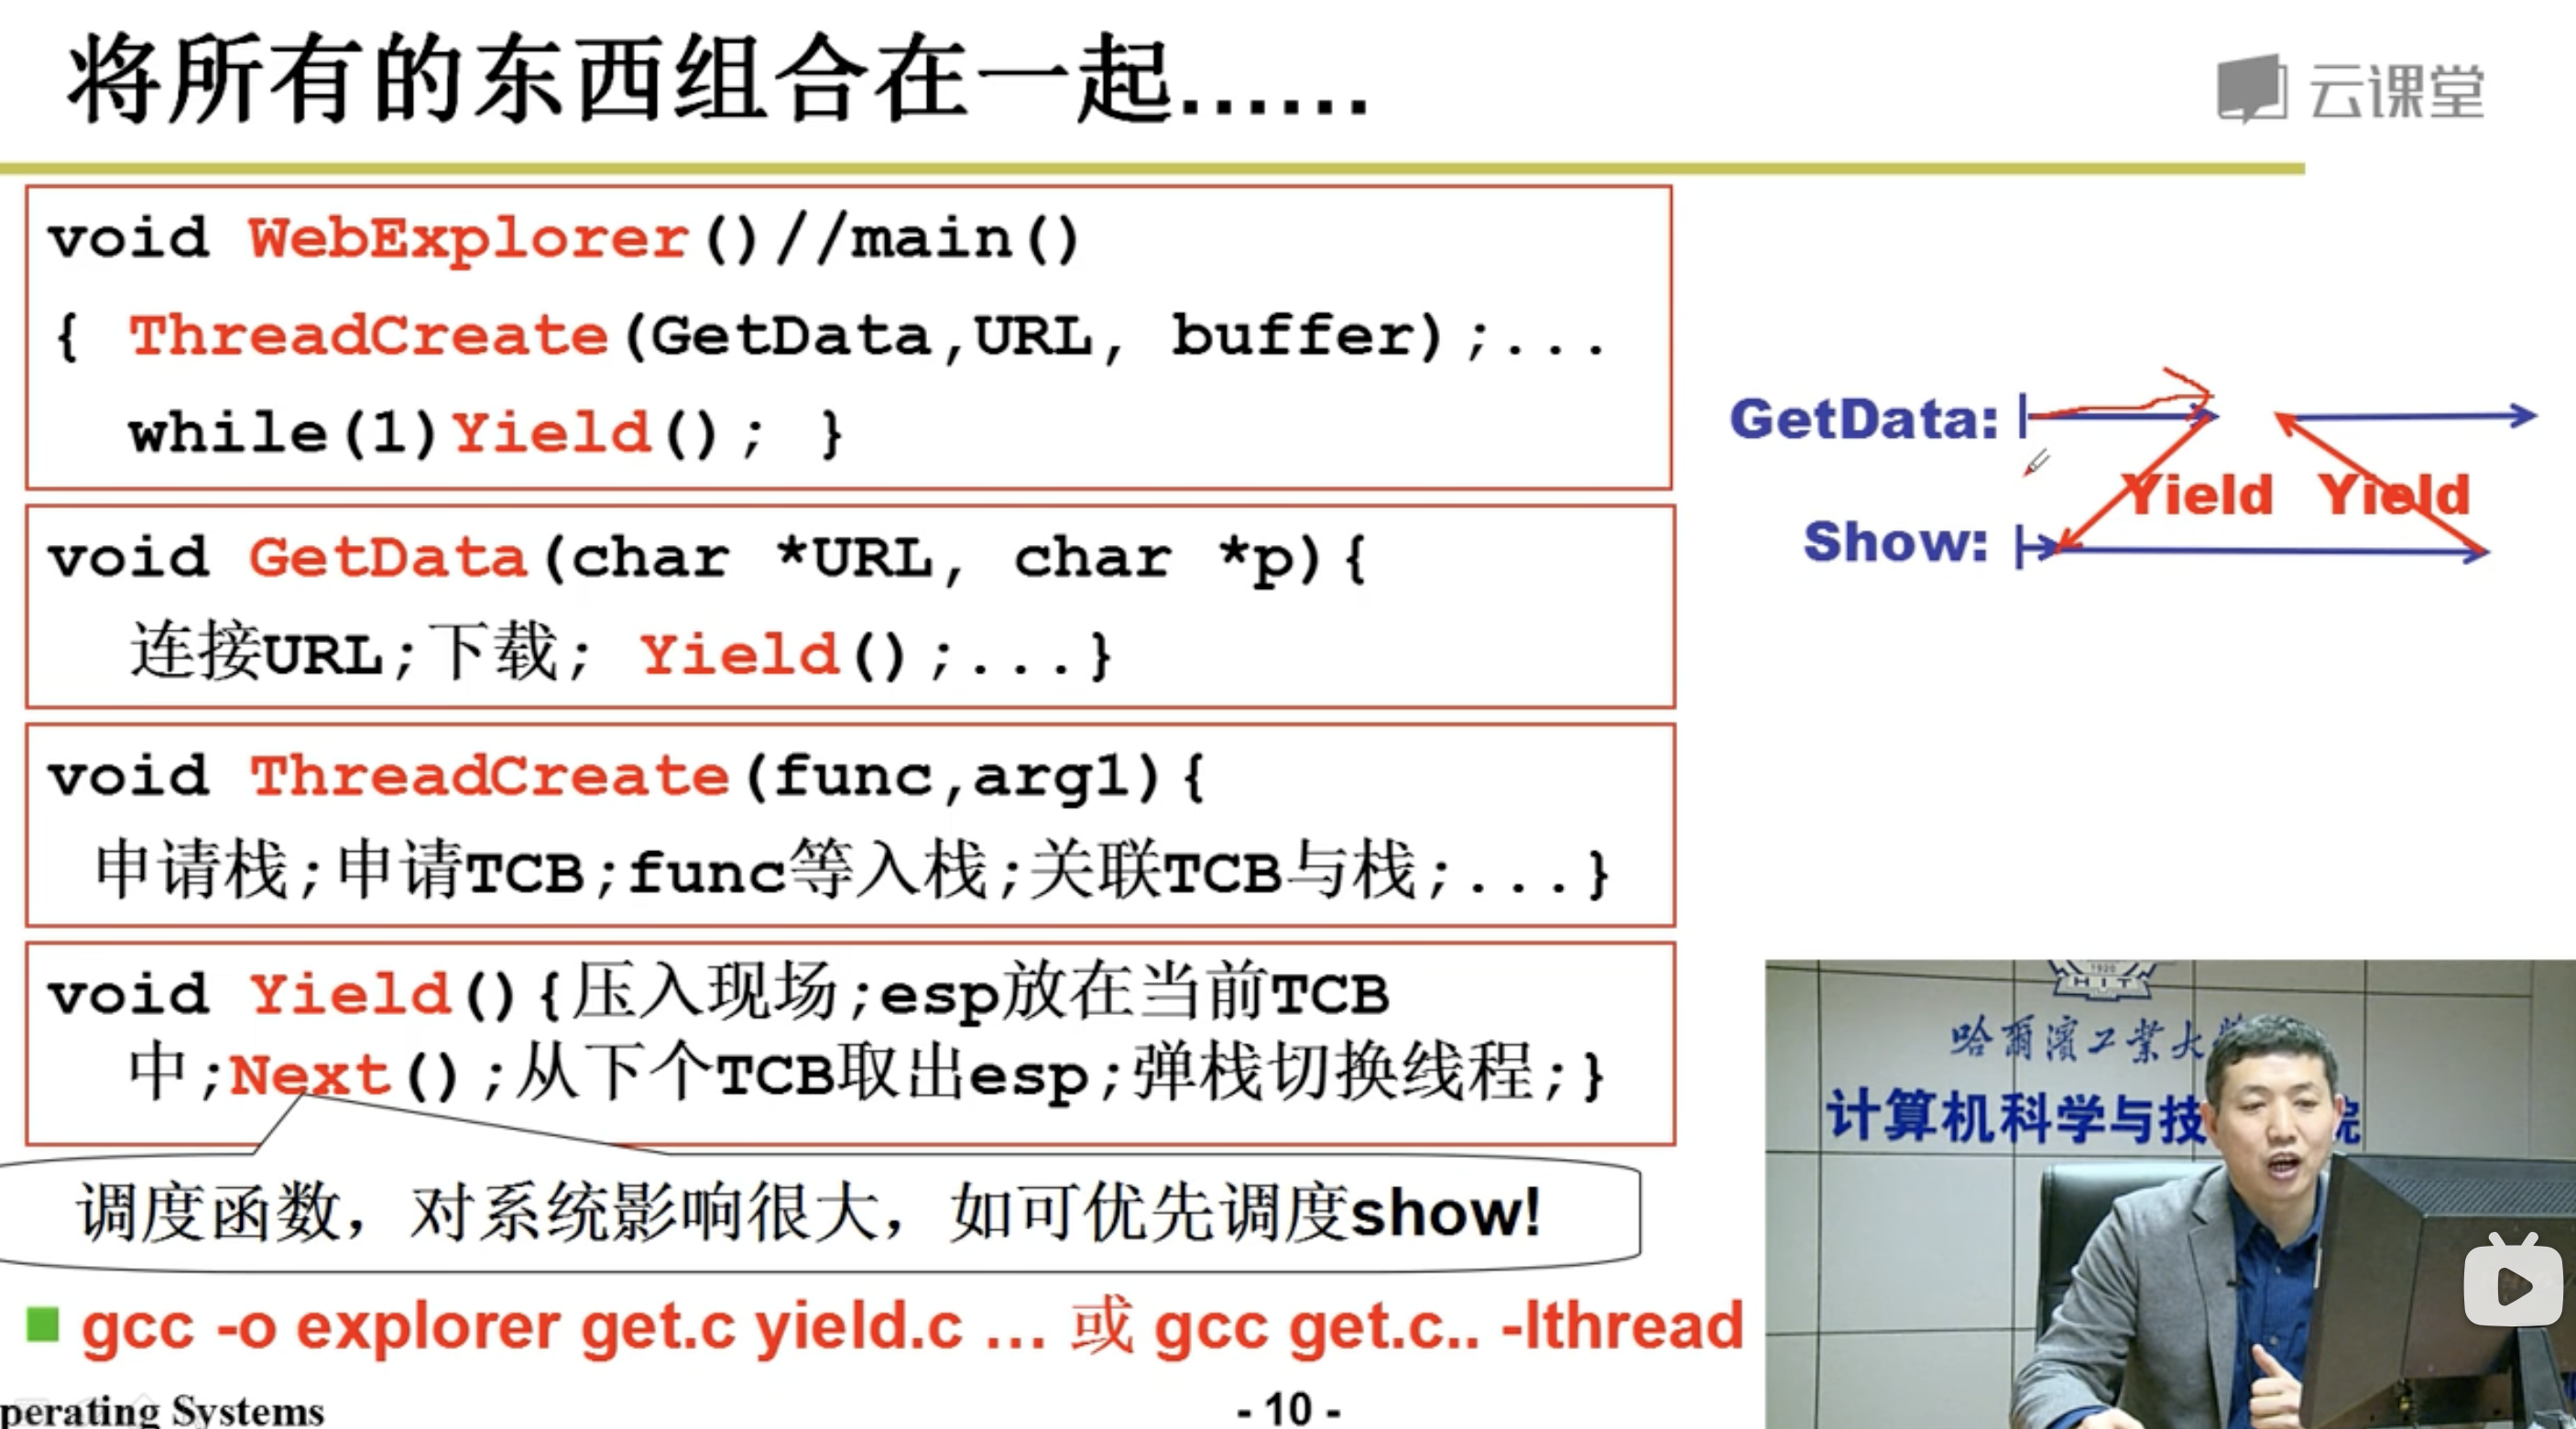 将所有的东西组合在一起......
云课堂
void WebExplorer()//main()
{ ThreadCreate(GetData,URL, buffer);...
while(1)Yield(); }
void GetData(char *URL, char *p){
连接URL;下载; Yield();...}
void ThreadCreate(func,arg1){
申请栈;申请TCB;func等入栈;关联TCB与栈;...}
void Yield(){压入现场;esp放在当前TCB
中;Next();从下个TCB取出esp;弹栈切换线程;}
调度函数，对系统影响很大，如可优先调度show!
gcc -o explorer get.c yield.c … 或 gcc get.c.. -lthread
GetData:
Yield Yield
Show:
1920
HIT
哈爾濱工業大
计算机科学与技 院
perating Systems
- 10 -